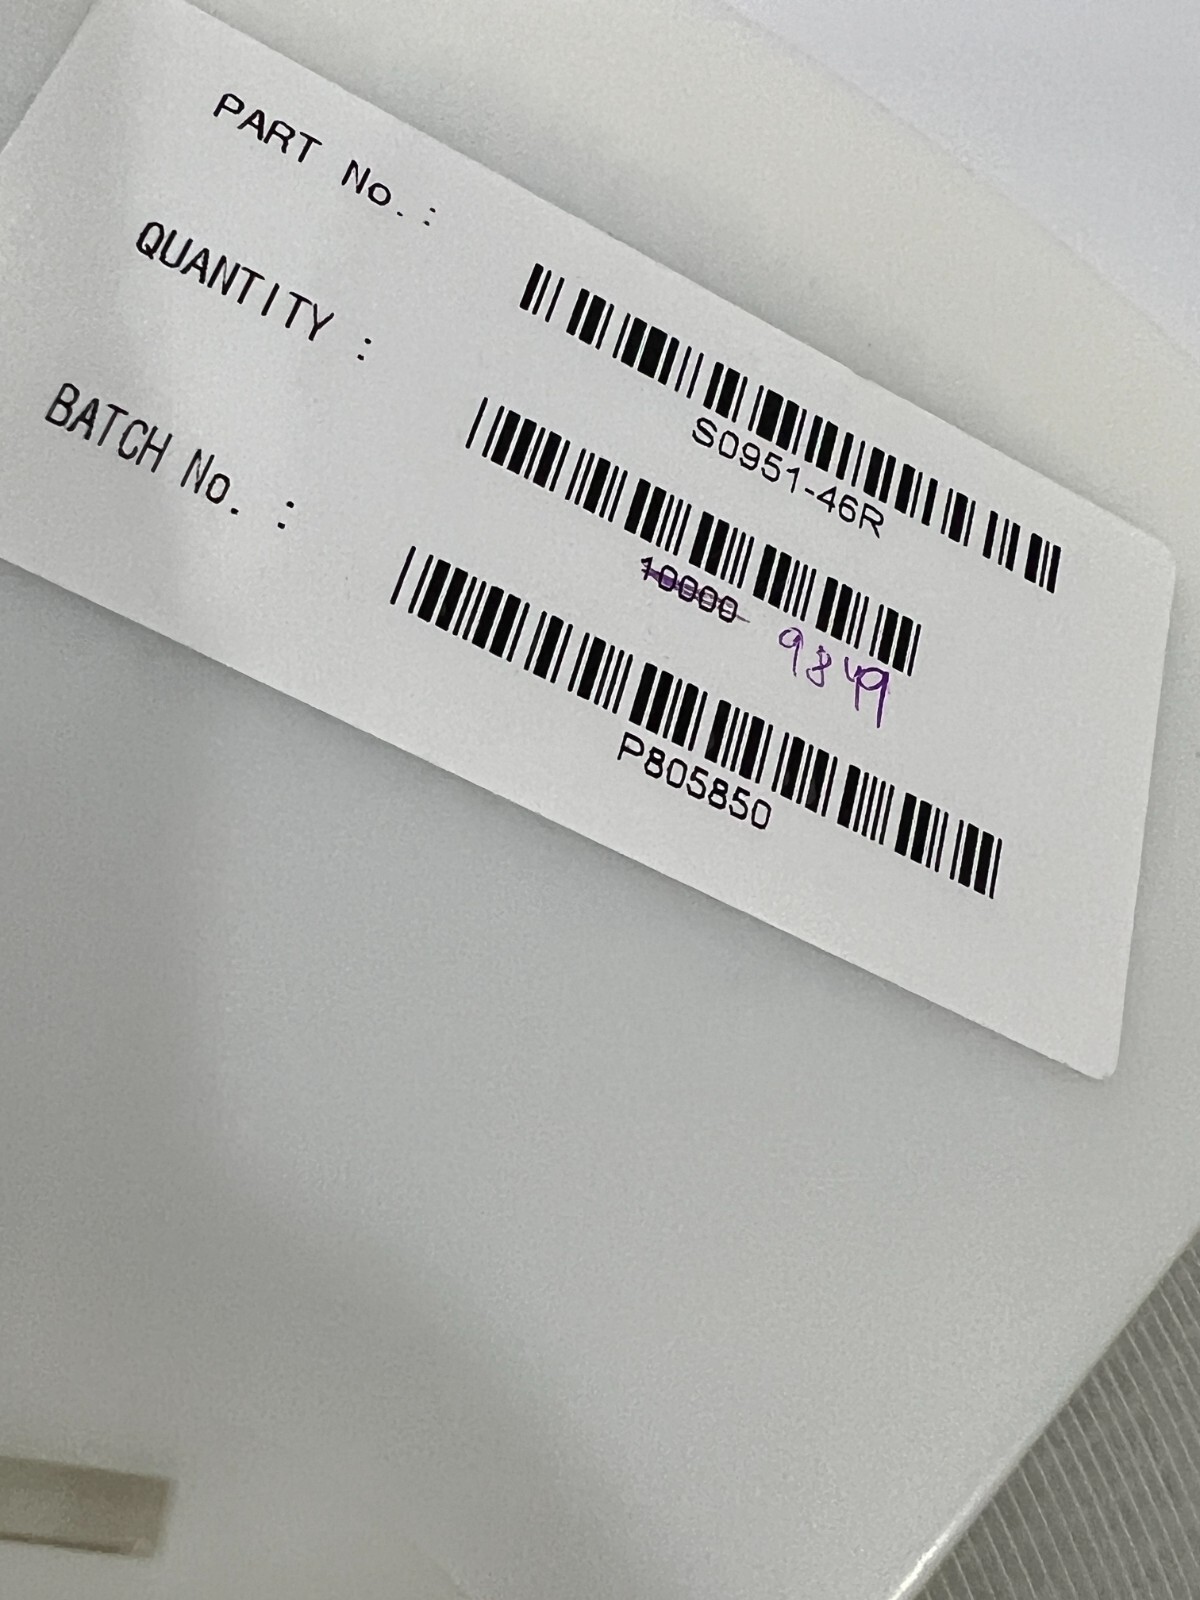 PART No. :
S0951-46R
QUANTITY :
10000 9849
BATCH No. :
P805850